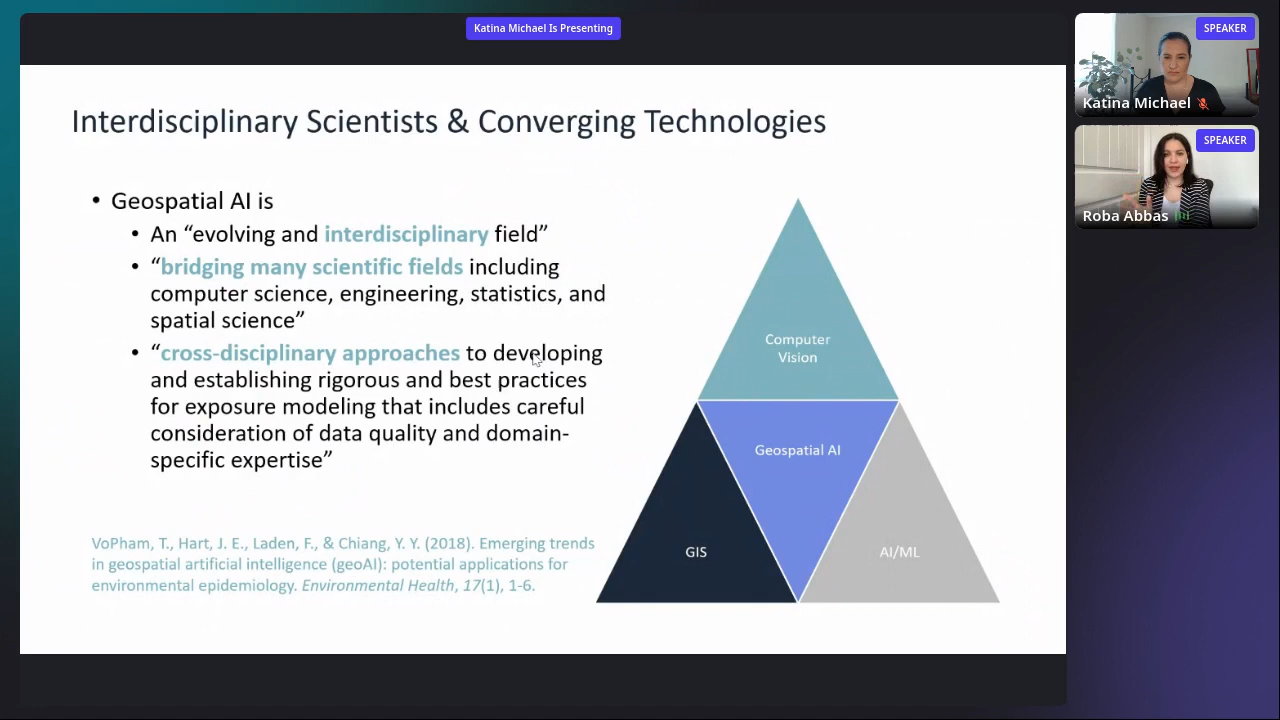 Katina Michael Is Presenting
SPEAKER
Katina Michael
SPEAKER
Roba Abbas
Interdisciplinary Scientists & Converging Technologies
• Geospatial AI is
• An “evolving and interdisciplinary field”
• “bridging many scientific fields including
computer science, engineering, statistics, and
spatial science”
• “cross-disciplinary approaches to developing
and establishing rigorous and best practices
for exposure modeling that includes careful
consideration of data quality and domain-
specific expertise”
VoPham, T., Hart, J. E., Laden, F., & Chiang, Y. Y. (2018). Emerging trends
in geospatial artificial intelligence (geoAI): potential applications for
environmental epidemiology. Environmental Health, 17(1), 1-6.
Computer
Vision
Geospatial AI
GIS
AI/ML